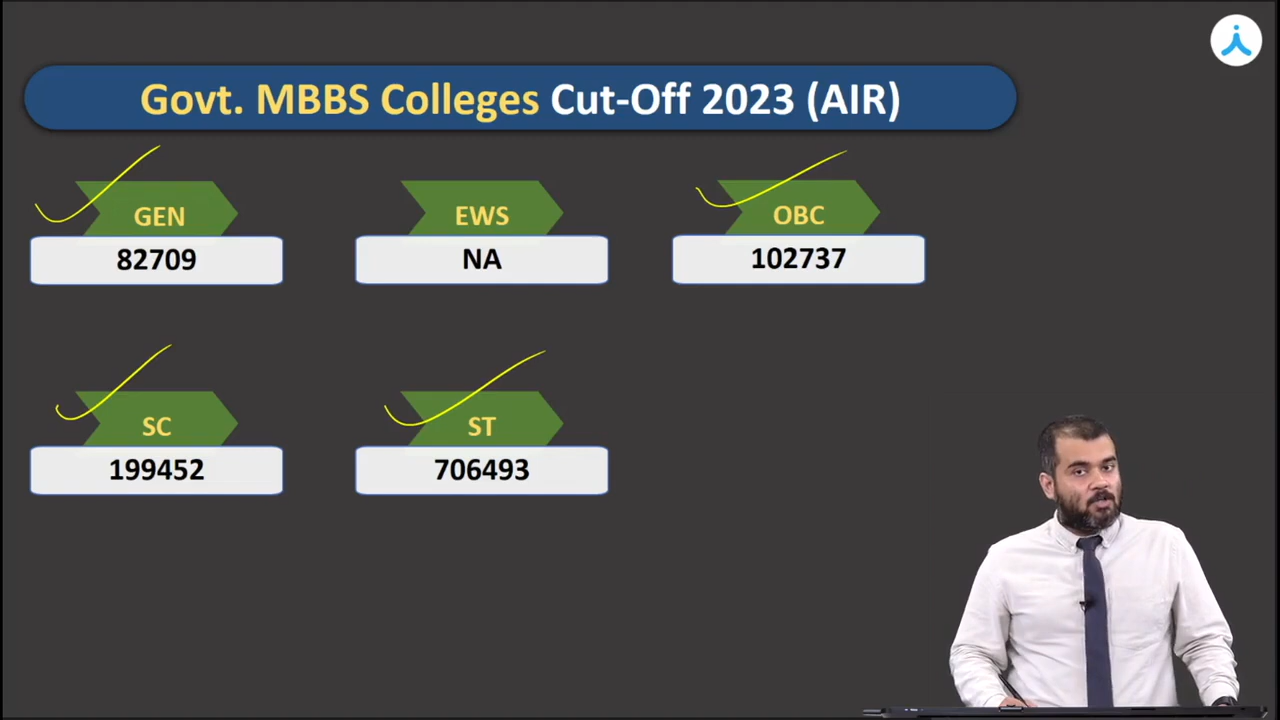 Govt. MBBS Colleges Cut-Off 2023 (AIR)
GEN
82709
EWS
NA
OBC
102737
SC
199452
ST
706493